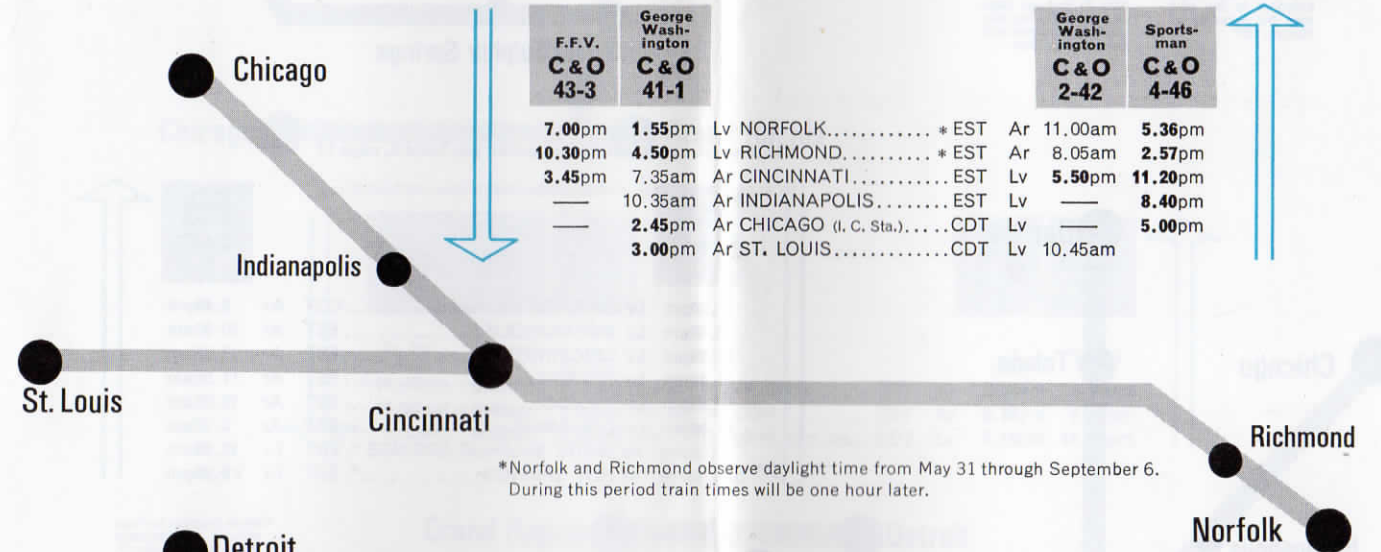 Chicago
Indianapolis
St. Louis
Cincinnati
Richmond
Norfolk
Detroit
F.F.V. C & O 43-3
George Wash- ington C & O 41-1
George Wash- ington C & O 2-42
Sports- man C & O 4-46
7.00pm 1.55pm Lv NORFOLK............ * EST Ar 11.00am 5.36pm
10.30pm 4.50pm Lv RICHMOND.......... * EST Ar 8.05am 2.57pm
3.45pm 7.35am Ar CINCINNATI.......... EST Lv 5.50pm 11.20pm
— 10.35am Ar INDIANAPOLIS........ EST Lv — 8.40pm
— 2.45pm Ar CHICAGO (I. C. Sta.).....CDT Lv — 5.00pm
3.00pm Ar ST. LOUIS.............CDT Lv 10.45am
*Norfolk and Richmond observe daylight time from May 31 through September 6.
During this period train times will be one hour later.